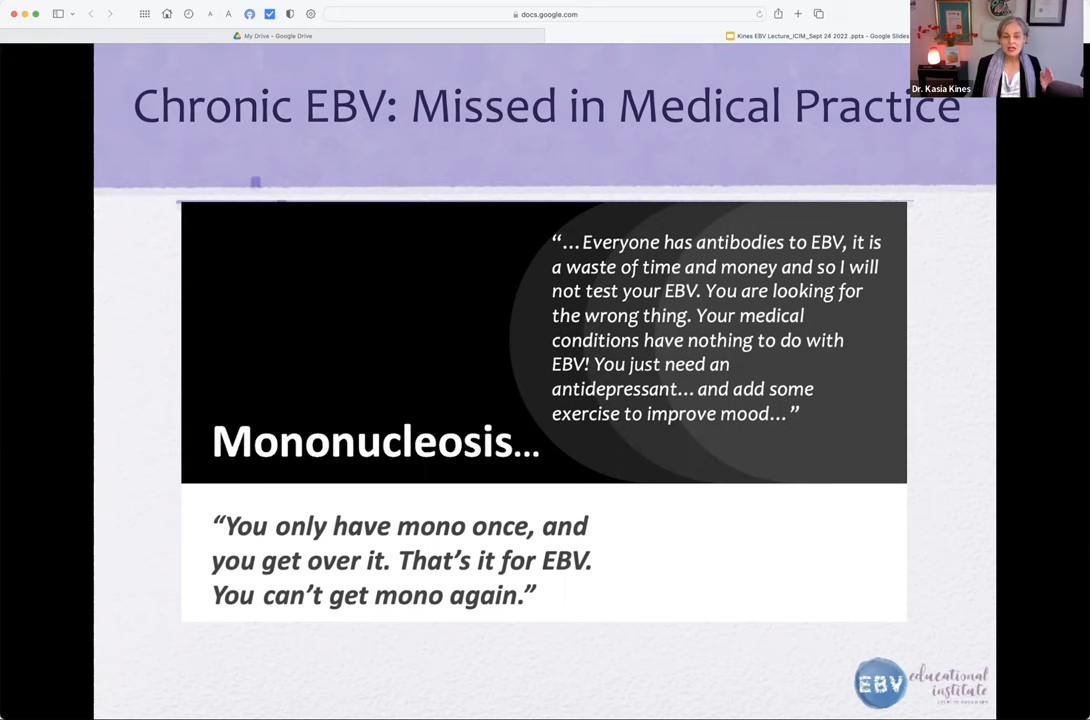 docs.google.com
My Drive - Google Drive
Kines EBV Lecture_ICIM_Sept 24 2022 .pptx - Google Slides
Dr. Kasia Kines
Chronic EBV: Missed in Medical Practice
“…Everyone has antibodies to EBV, it is
a waste of time and money and so I will
not test your EBV. You are looking for
the wrong thing. Your medical
conditions have nothing to do with
EBV! You just need an
antidepressant… and add some
exercise to improve mood…”
Mononucleosis…
“You only have mono once, and
you get over it. That’s it for EBV.
You can’t get mono again.”
EBV educational
institute